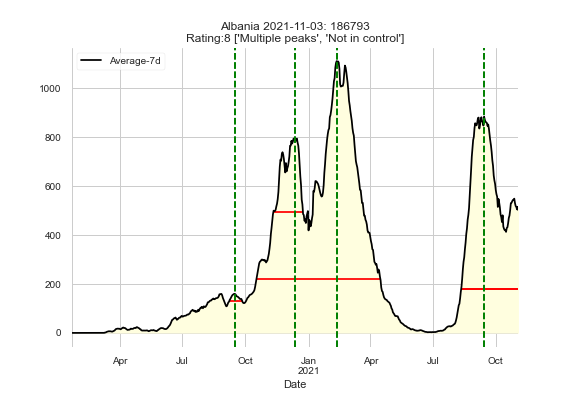 Albania 2021-11-03: 186793
Rating:8 ['Multiple peaks', 'Not in control']
Average-7d
1000
800
600
400
200
0
Apr Jul Oct Jan Apr Jul Oct
2021
Date